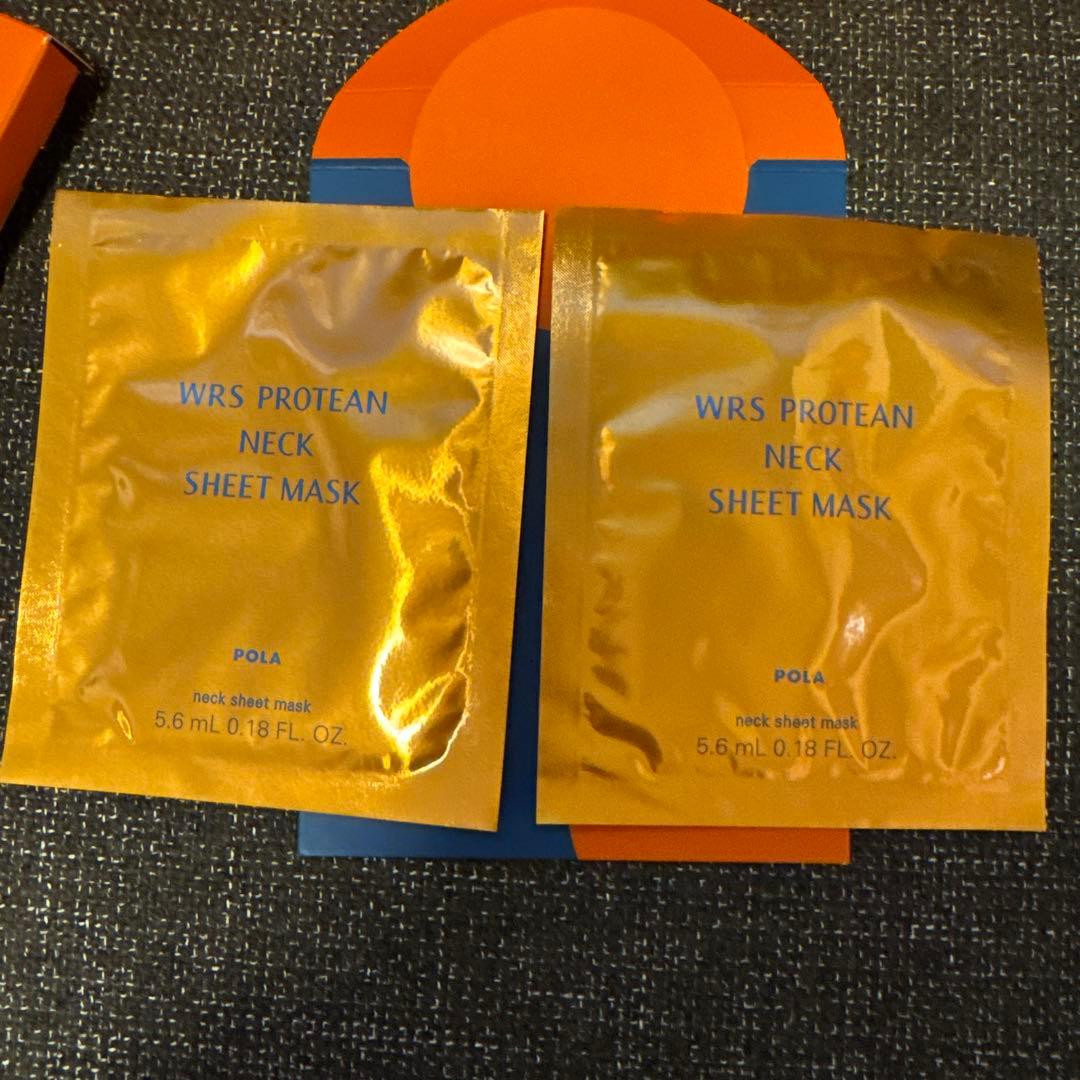 WRS PROTEAN
NECK
SHEET MASK
POLA
neck sheet mask
5.6 mL 0.18 FL. OZ.
WRS PROTEAN
NECK
SHEET MASK
POLA
neck sheet mask
5.6 mL 0.18 FL. OZ.